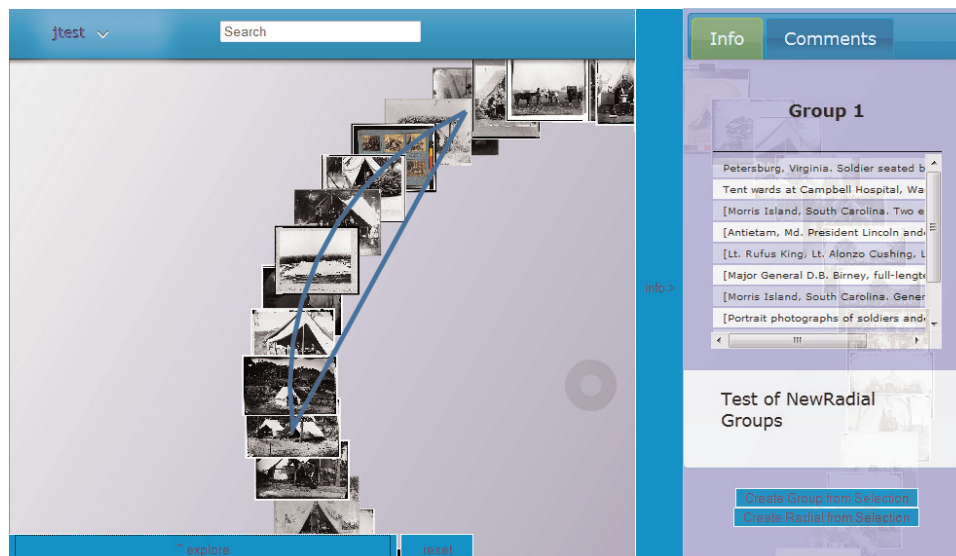 jtest
Search
Info
Comments
Group 1
Petersburg, Virginia. Soldier seated b
Tent wards at Campbell Hospital, Wa
[Morris Island, South Carolina. Two e
[Antietam, Md. President Lincoln and
[Lt. Rufus King, Lt. Alonzo Cushing, L
[Major General D.B. Birney, full-lengt
[Morris Island, South Carolina. Gener
[Portrait photographs of soldiers and
info >
Test of NewRadial
Groups
Create Group from Selection
Create Radial from Selection
^ explore
reset